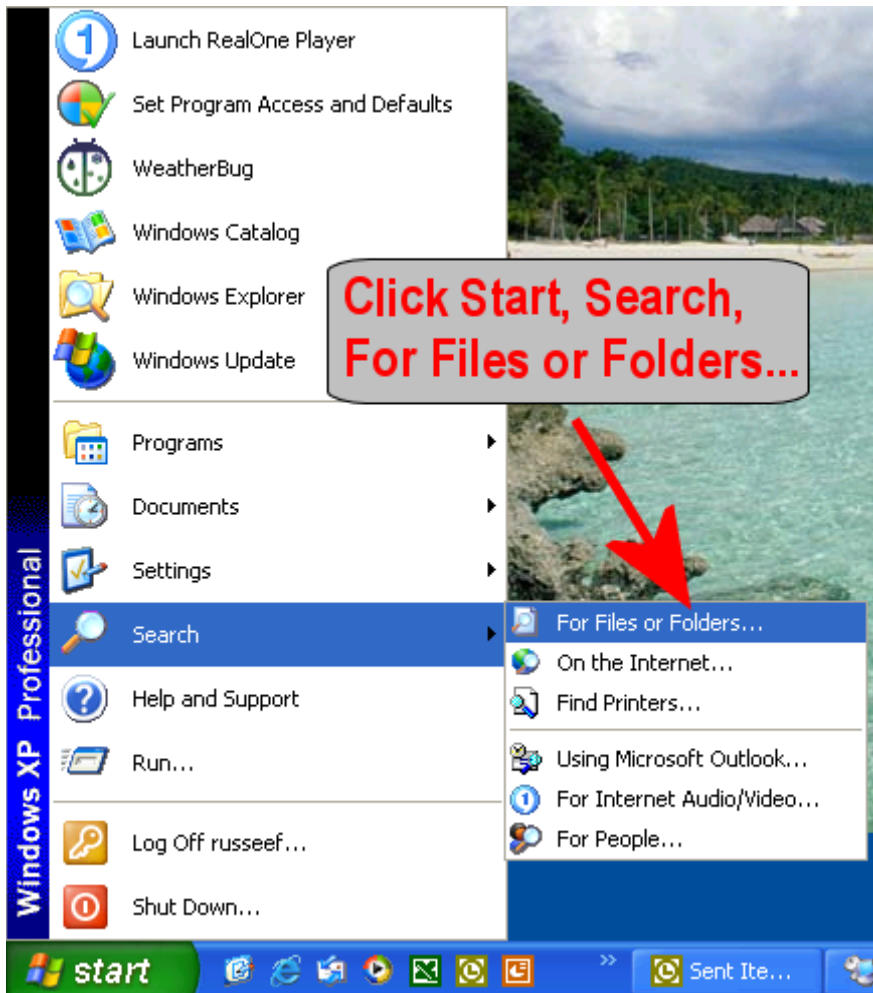 Launch RealOne Player
Set Program Access and Defaults
WeatherBug
Windows Catalog
Windows Explorer
Windows Update
Click Start, Search,
For Files or Folders...
Programs
Documents
Settings
Search
Help and Support
Run...
Log Off russeef...
Shut Down...
Windows XP Professional
For Files or Folders...
On the Internet...
Find Printers...
Using Microsoft Outlook...
For Internet Audio/Video...
For People...
start
Sent Ite...